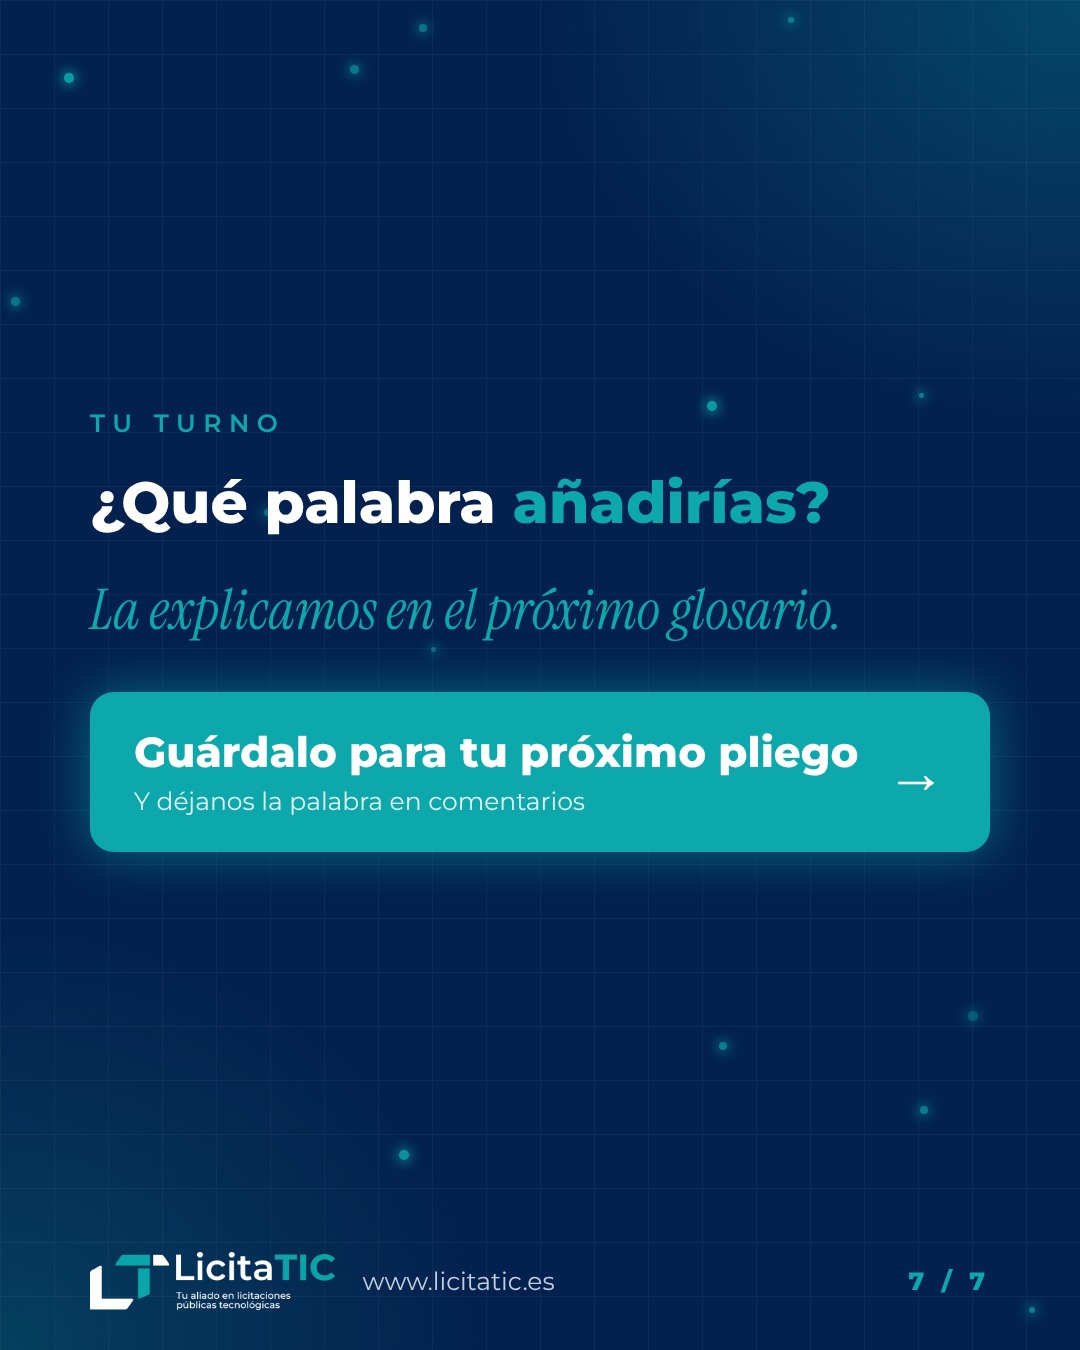 TU TURNO
¿Qué palabra añadirías?
La explicamos en el próximo glosario.
Guárdalo para tu próximo pliego
Y déjanos la palabra en comentarios
→
LicitaTIC
Tu aliado en licitaciones
públicas tecnológicas
www.licitatic.es
7 / 7